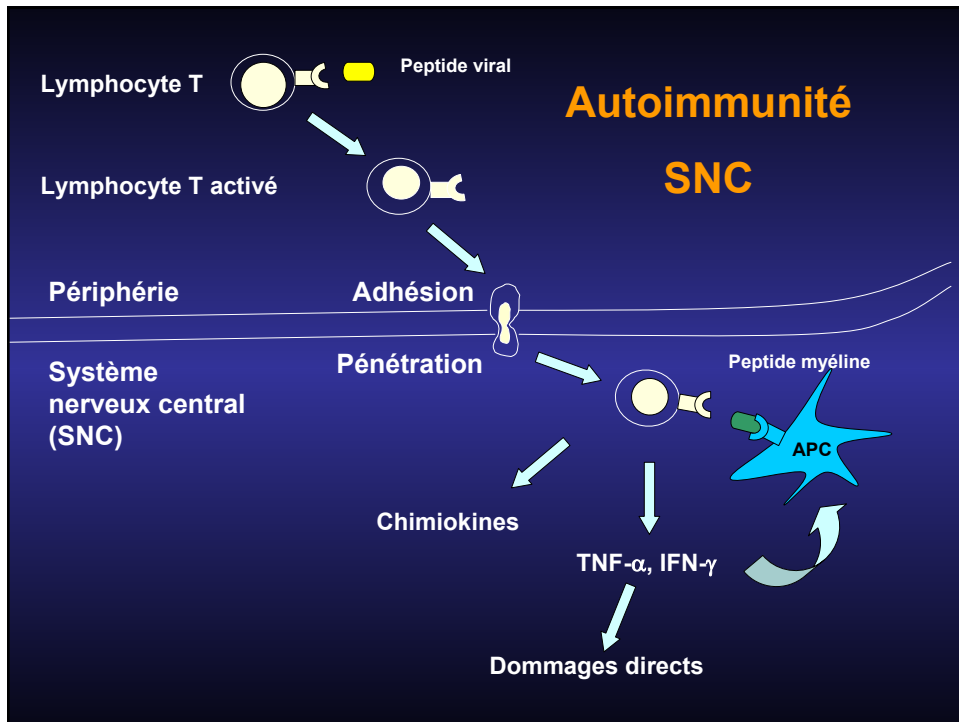 Lymphocyte T
Peptide viral
Autoimmunité
SNC
Lymphocyte T activé
Périphérie
Adhésion
Pénétration
Système
nerveux central
(SNC)
Peptide myéline
APC
Chimiokines
TNF-α, IFN-γ
Dommages directs